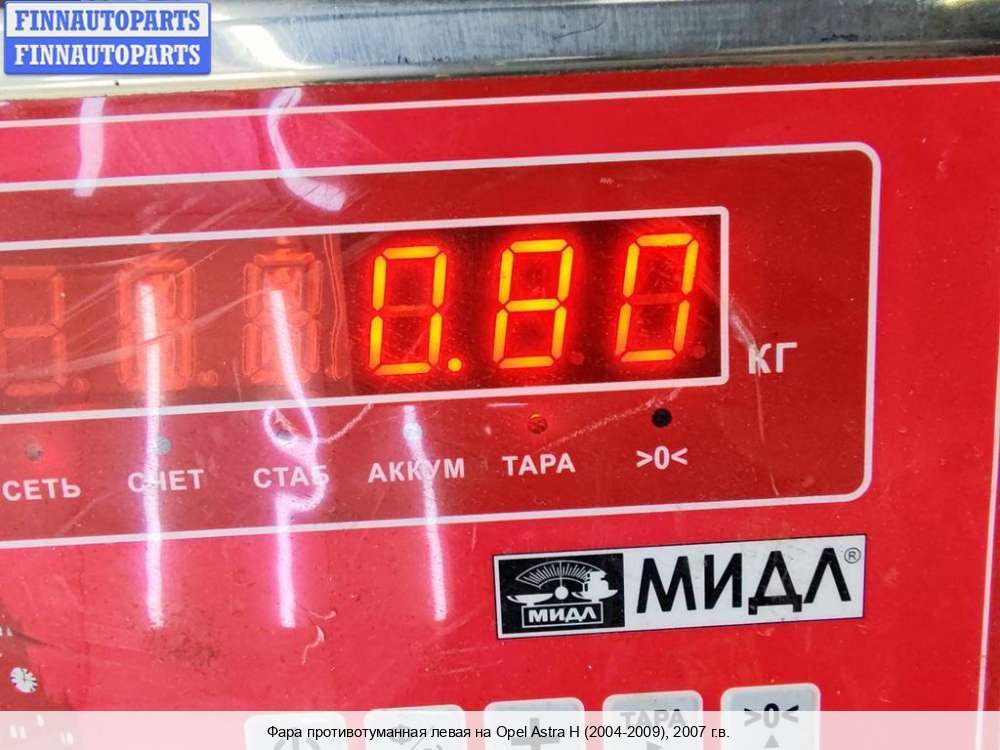 FINNAUTOPARTS
FINNAUTOPARTS
0.80
кг
СЕТЬ СЧЕТ СТАБ АККУМ ТАРА >0<
МИДЛ МИДЛ®
ТАРА >0<
Фара противотуманная левая на Opel Astra H (2004-2009), 2007 г.в.